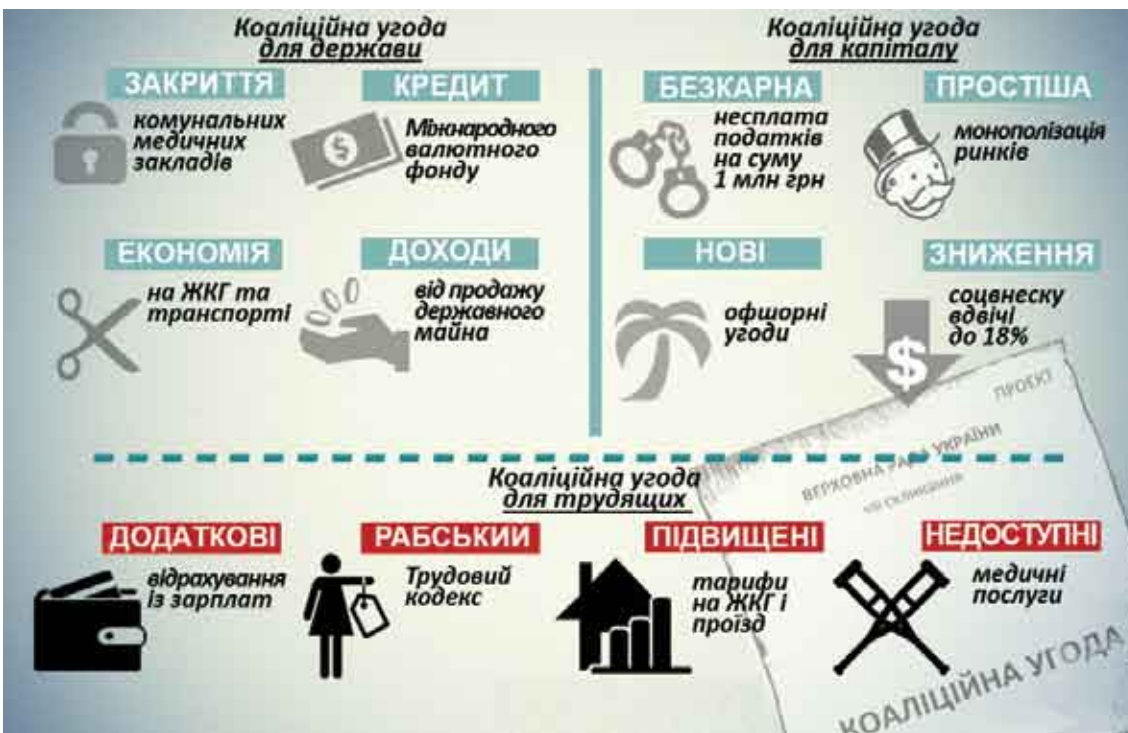 Коаліційна угода
для держави
ЗАКРИТТЯ
комунальних
медичних
закладів
КРЕДИТ
Міжнародного
валютного
фонду
ЕКОНОМІЯ
на ЖКГ та
транспорті
ДОХОДИ
від продажу
державного
майна
Коаліційна угода
для капіталу
БЕЗКАРНА
несплата
податків
на суму
1 млн грн
ПРОСТІША
монополізація
ринків
НОВІ
офшорні
угоди
ЗНИЖЕННЯ
соцвнеску
вдвічі
до 18%
$
$
Коаліційна угода
для трудящих
ДОДАТКОВІ
відрахування
із зарплат
РАБСЬКИЙ
Трудовий
кодекс
ПІДВИЩЕНІ
тарифи
на ЖКГ і
проїзд
НЕДОСТУПНІ
медичні
послуги
ПРОЕКТ
ВЕРХОВНА РАДА УКРАЇНИ
скликання
КОАЛІЦІЙНА УГОДА